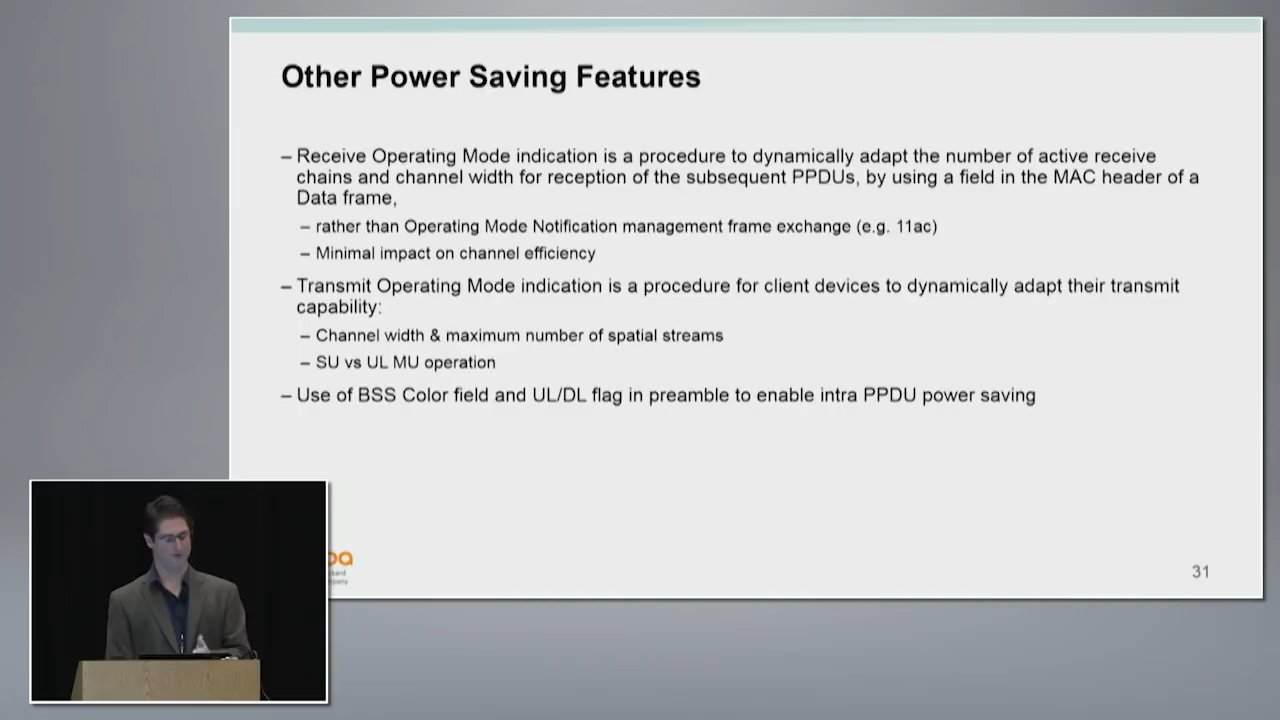 Other Power Saving Features
– Receive Operating Mode indication is a procedure to dynamically adapt the number of active receive
chains and channel width for reception of the subsequent PPDUs, by using a field in the MAC header of a
Data frame,
– rather than Operating Mode Notification management frame exchange (e.g. 11ac)
– Minimal impact on channel efficiency
– Transmit Operating Mode indication is a procedure for client devices to dynamically adapt their transmit
capability:
– Channel width & maximum number of spatial streams
– SU vs UL MU operation
– Use of BSS Color field and UL/DL flag in preamble to enable intra PPDU power saving
31